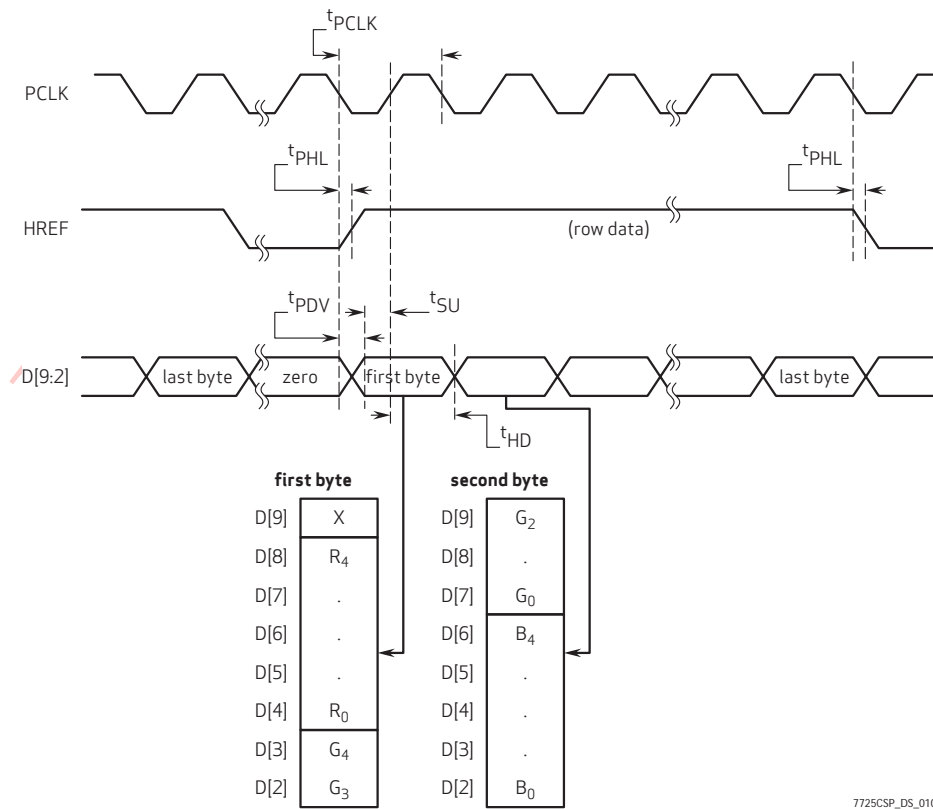 tPCLK
PCLK
tPHL
tPHL
HREF
(row data)
tPDV
tSU
D[9:2]
last byte
zero
first byte
last byte
tHD
first byte
second byte
D[9] X
D[9] G2
D[8] R4
D[8] .
D[7] .
D[7] G0
D[6] .
D[6] B4
D[5] .
D[5] .
D[4] R0
D[4] .
D[3] G4
D[3] .
D[2] G3
D[2] B0